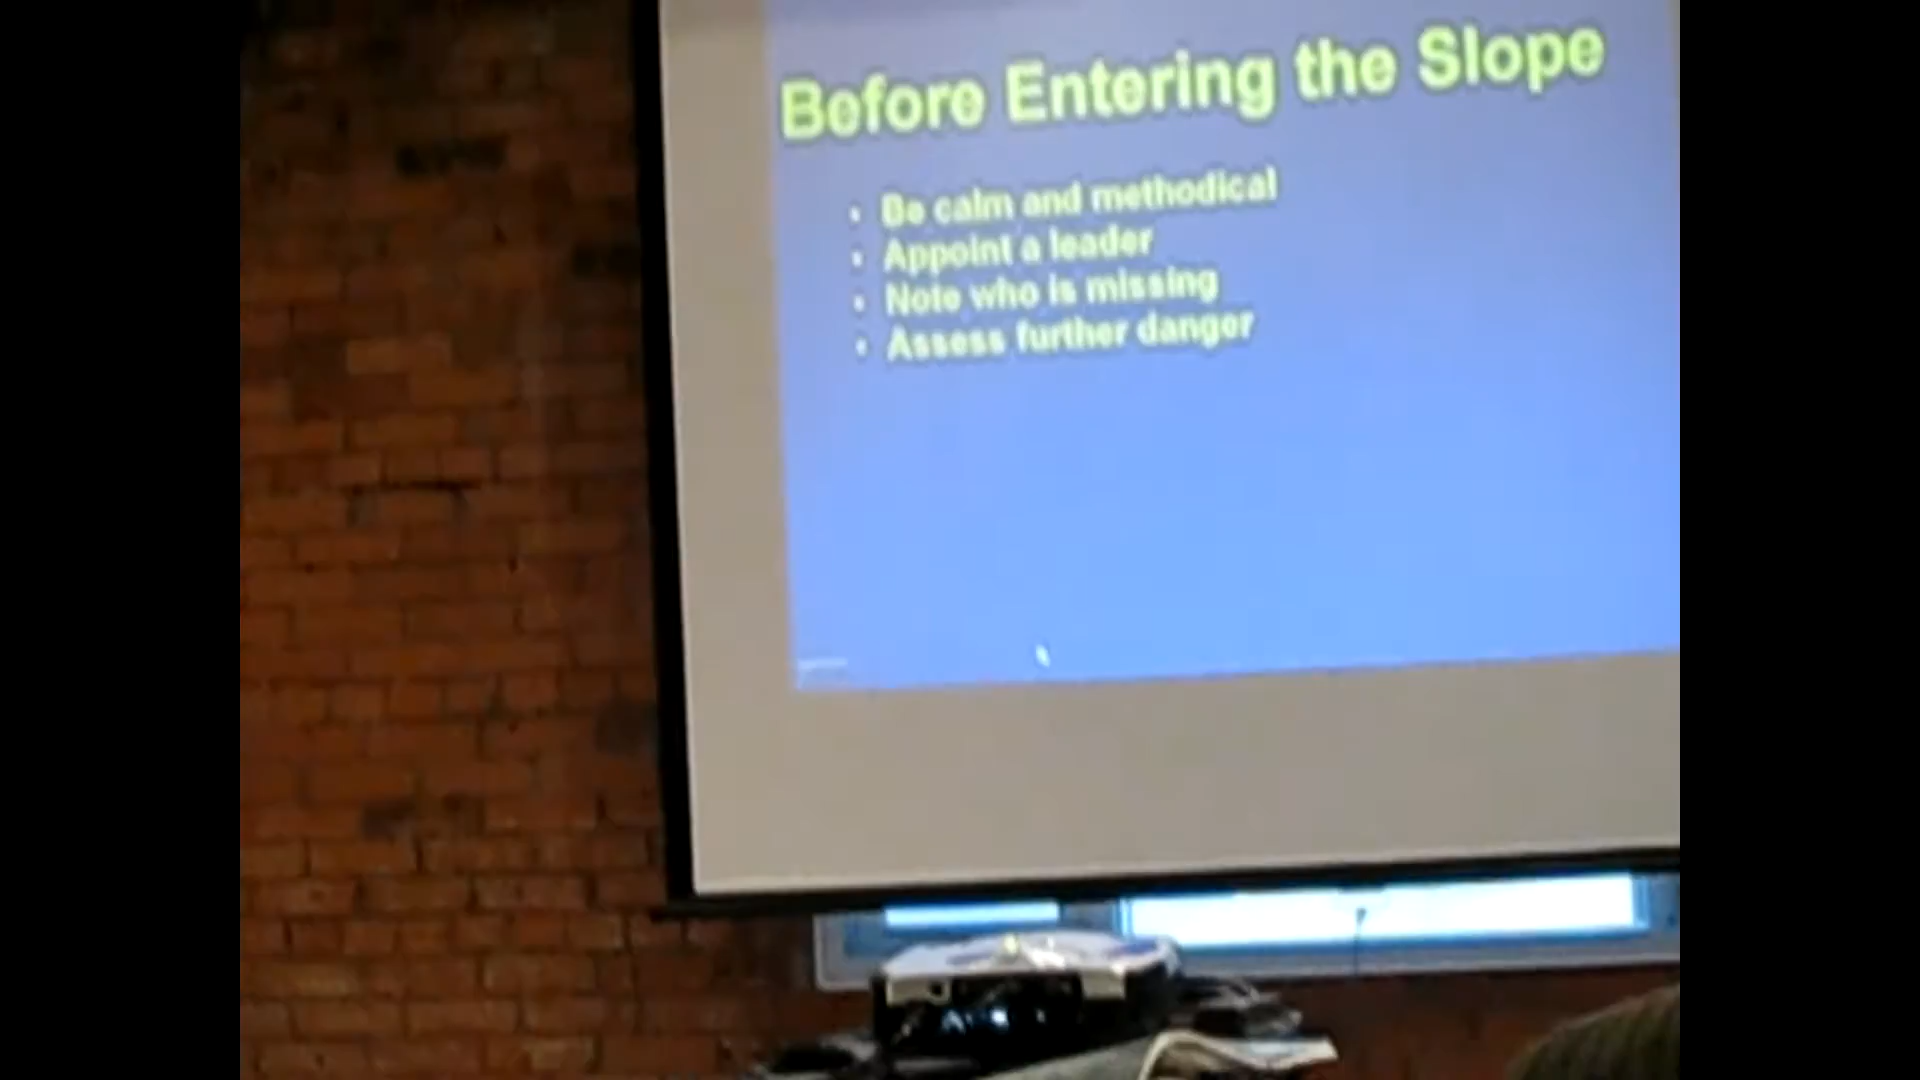 Before Entering the Slope
• Be calm and methodical
• Appoint a leader
• Note who is missing
• Assess further danger